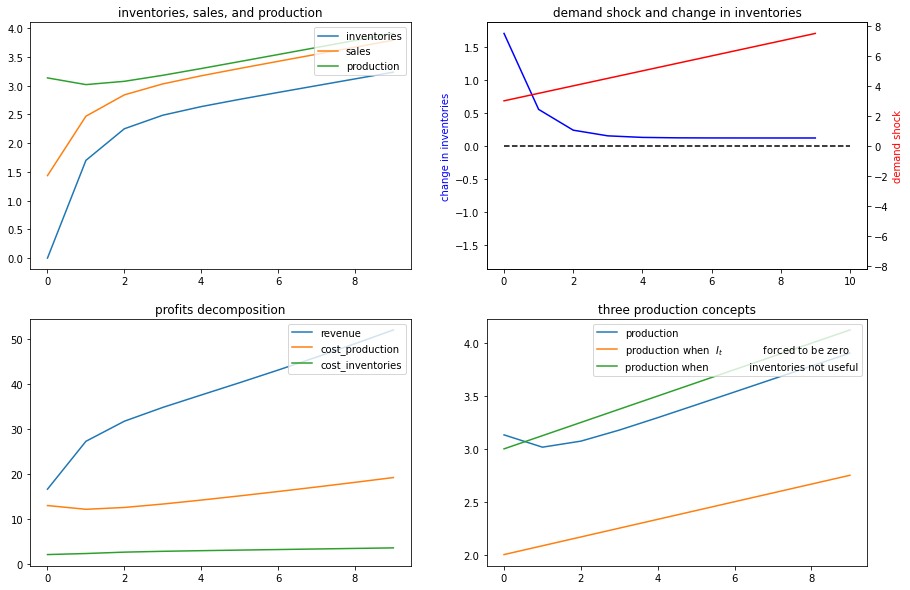 inventories, sales, and production
4.0
3.5
3.0
2.5
2.0
1.5
1.0
0.5
0.0
0 2 4 6 8
inventories
sales
production
demand shock and change in inventories
change in inventories
1.5
1.0
0.5
0.0
−0.5
−1.0
−1.5
0 2 4 6 8 10
8
6
4
2
0
−2
−4
−6
−8
demand shock
profits decomposition
50
40
30
20
10
0
0 2 4 6 8
revenue
cost_production
cost_inventories
three production concepts
4.0
3.5
3.0
2.5
2.0
0 2 4 6 8
production
production when I_t forced to be zero
production when inventories not useful